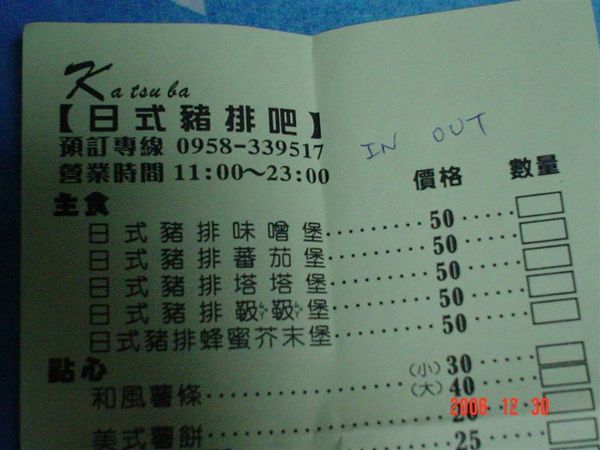 Katsuba
【日式豬排吧】
預訂專線 0958-339517
營業時間 11:00～23:00
IN OUT
價格 數量
主食
日式豬排味噌堡 50
日式豬排蕃茄堡 50
日式豬排塔塔堡 50
日式豬排 堡 50
日式豬排蜂蜜芥末堡 50
點心
(小) 30
和風薯條 (大) 40
美式薯餅 20
25
2006 12 30